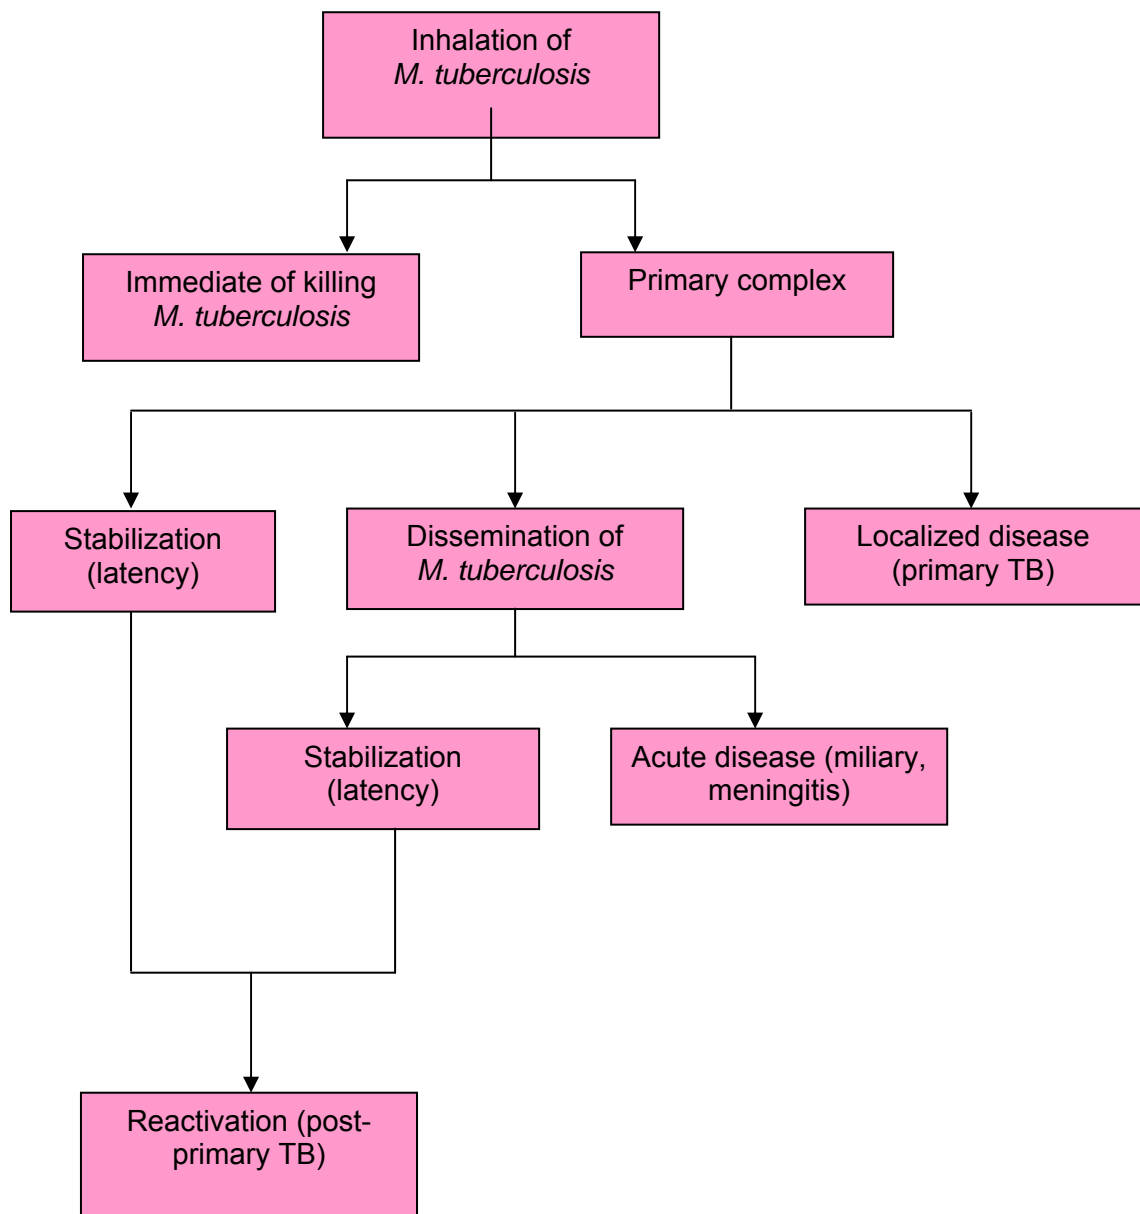 Inhalation of
M. tuberculosis
Immediate of killing
M. tuberculosis
Primary complex
Stabilization
(latency)
Dissemination of
M. tuberculosis
Localized disease
(primary TB)
Stabilization
(latency)
Acute disease (miliary,
meningitis)
Reactivation (post-
primary TB)